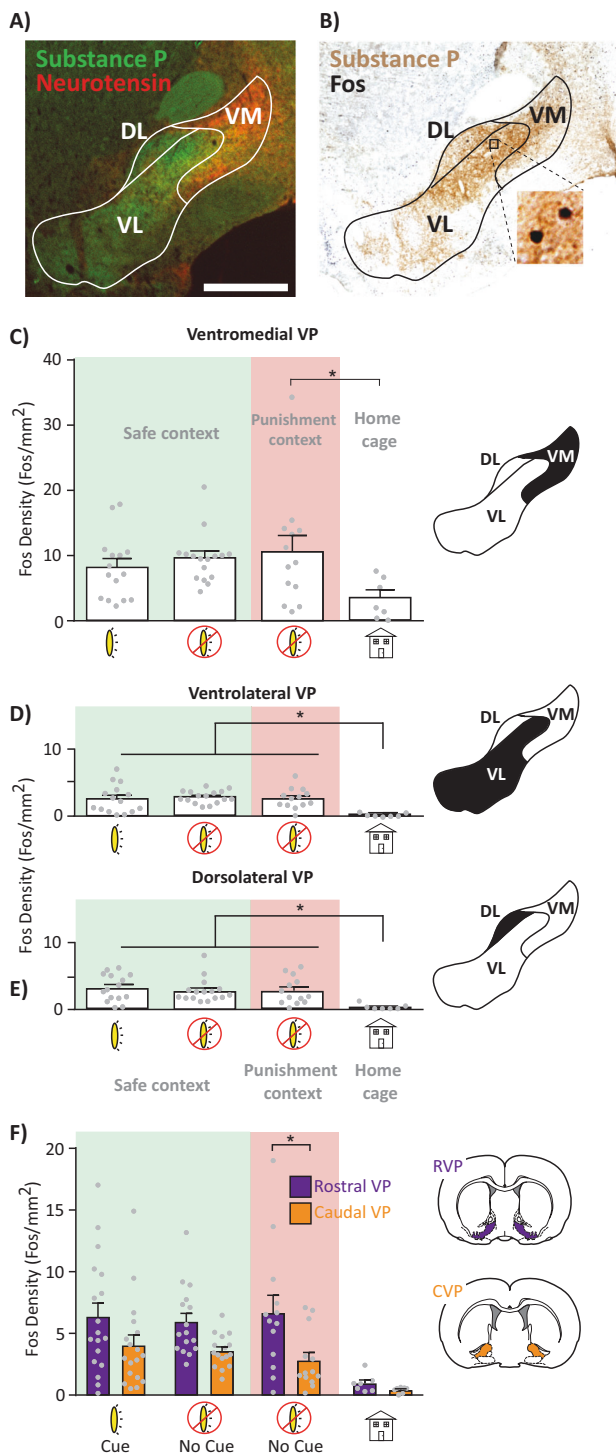 A)
Substance P
Neurotensin
DL
VM
VL
B)
Substance P
Fos
DL
VM
VL
C)
Ventromedial VP
Fos Density (Fos/mm²)
40
30
20
10
0
Safe context
Punishment
context
Home
cage
*
DL
VM
VL
D)
Ventrolateral VP
Fos Density (Fos/mm²)
10
0
*
DL
VM
VL
Dorsolateral VP
E)
10
0
*
DL
VM
VL
Safe context
Punishment
context
Home
cage
F)
Fos Density (Fos/mm²)
20
15
10
5
0
*
Rostral VP
Caudal VP
RVP
CVP
Cue
No Cue
No Cue